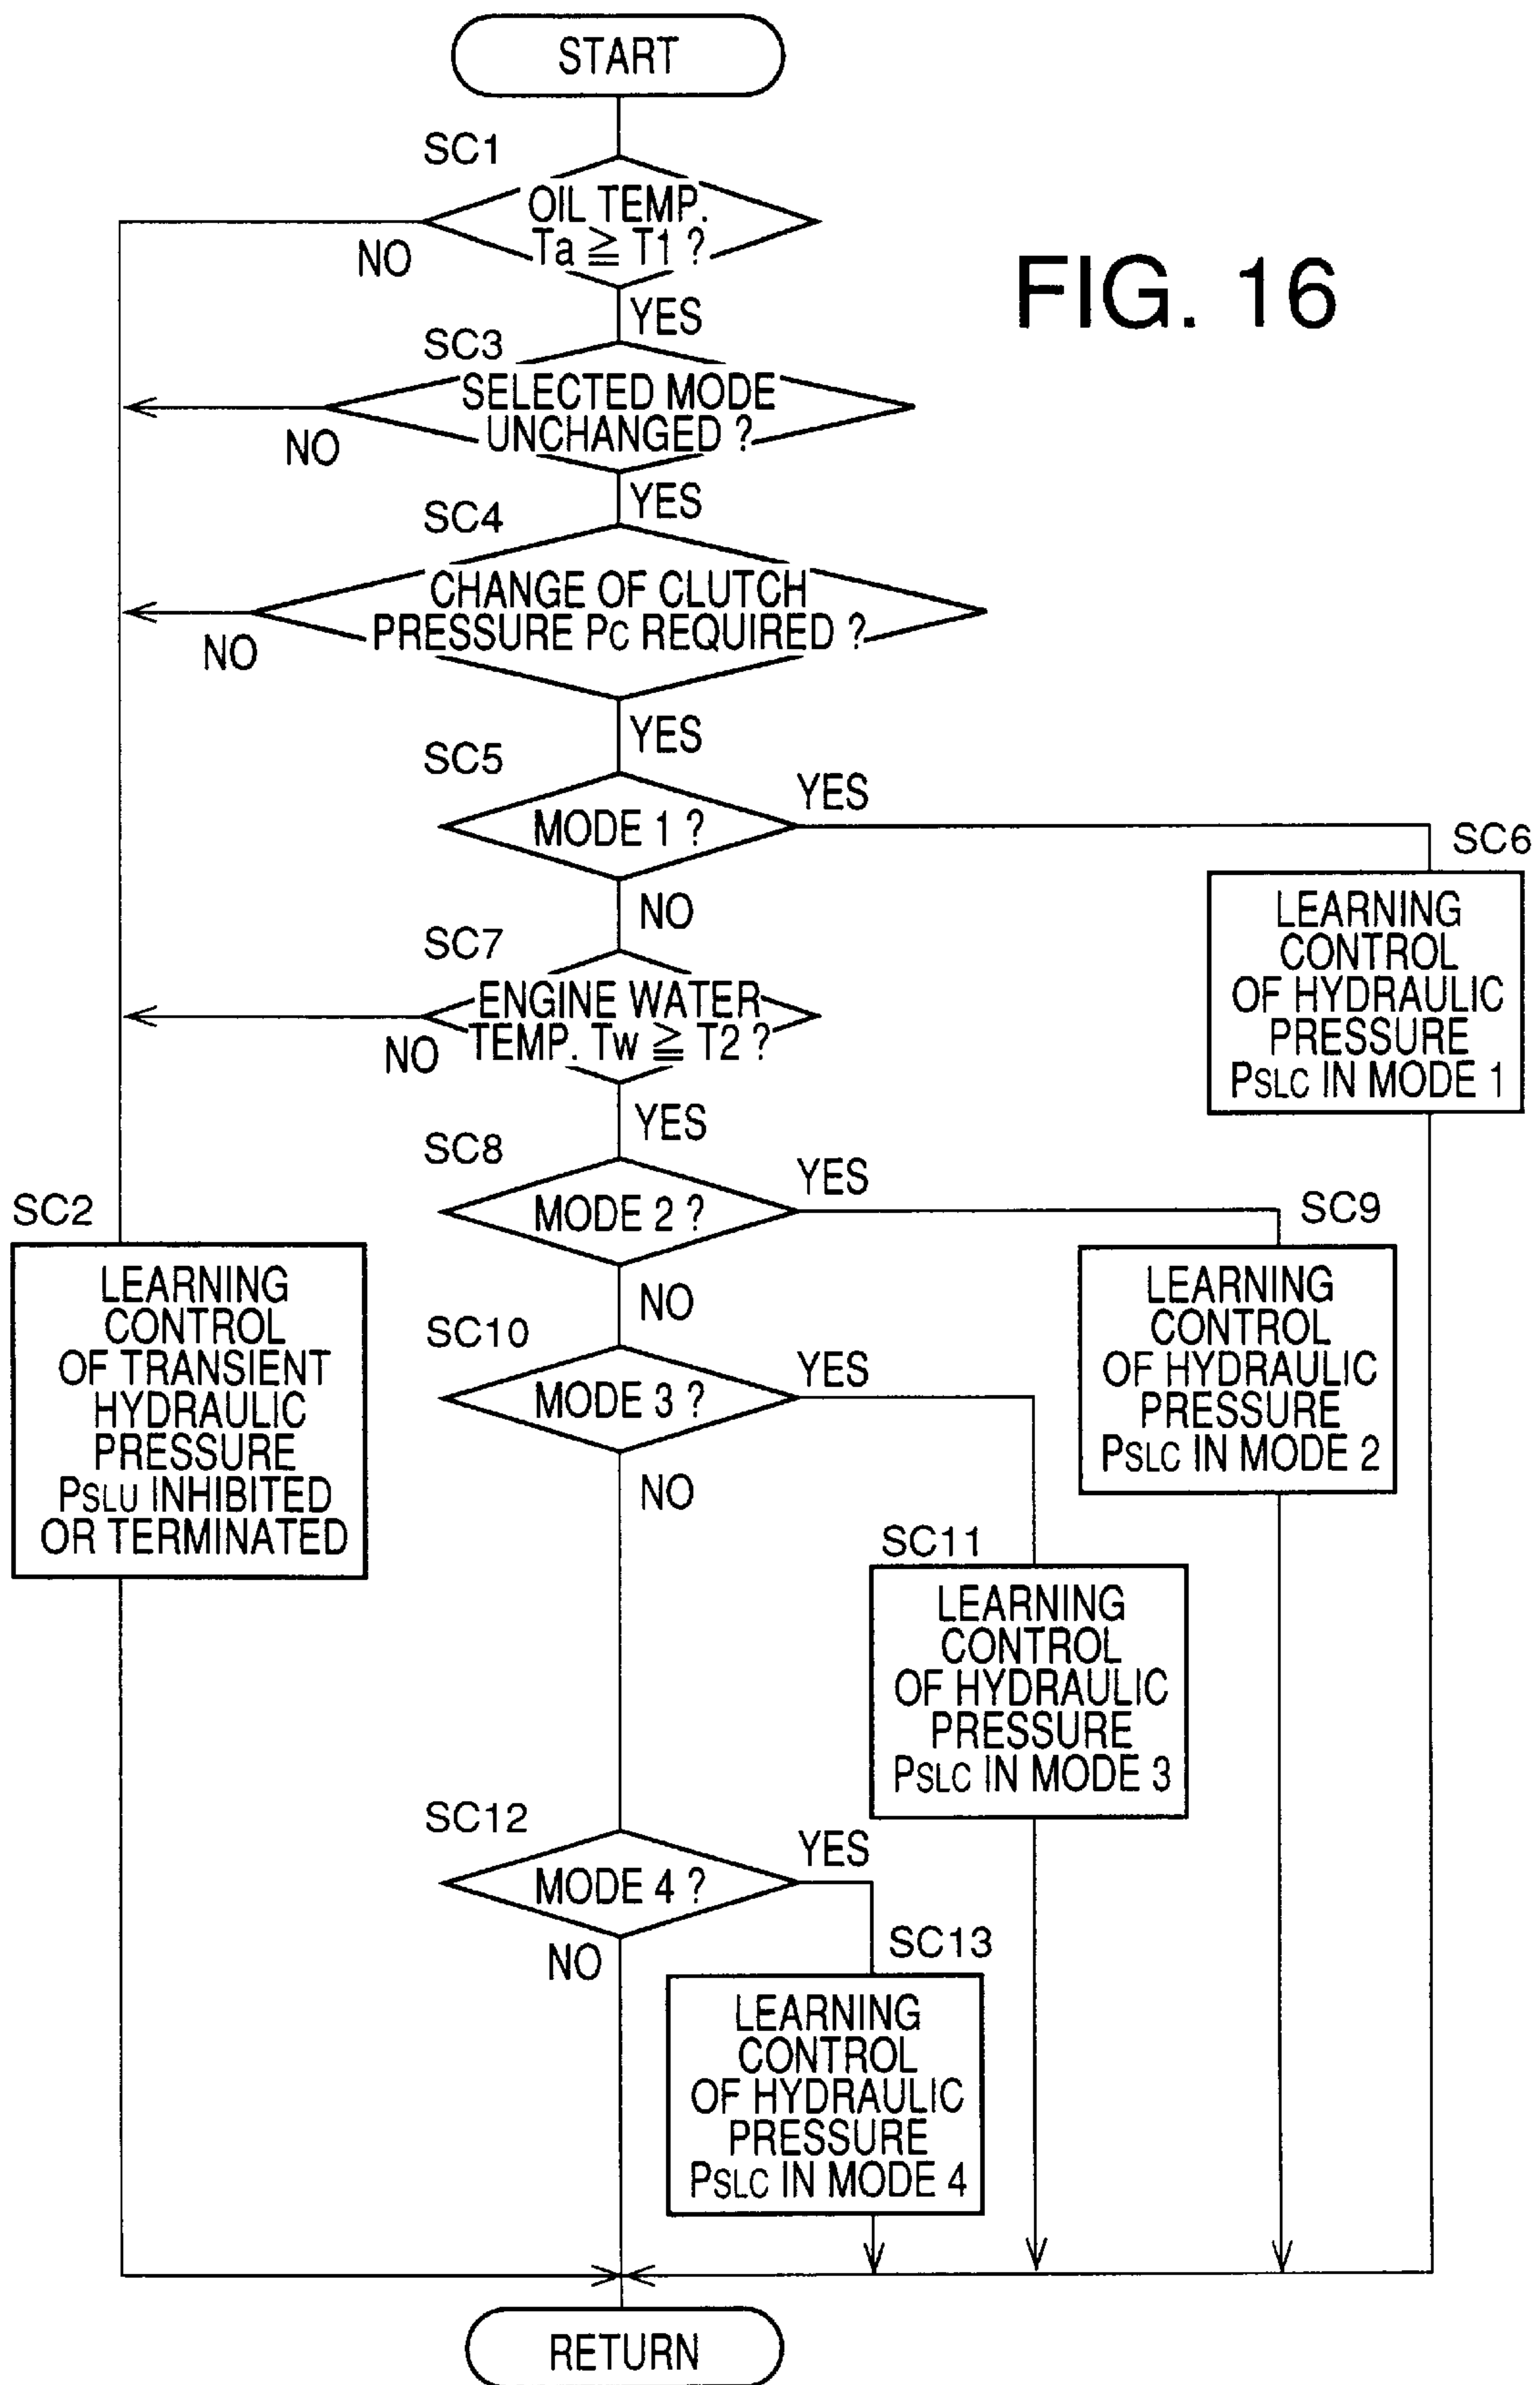 START
SC1
OIL TEMP.
Ta ≧ T1 ?
NO
YES
FIG. 16
SC3
SELECTED MODE
UNCHANGED ?
NO
YES
SC4
CHANGE OF CLUTCH
PRESSURE PC REQUIRED ?
NO
YES
SC5
MODE 1 ?
YES
NO
SC6
LEARNING
CONTROL
OF HYDRAULIC
PRESSURE
PSLC IN MODE 1
SC7
ENGINE WATER
TEMP. Tw ≧ T2 ?
NO
YES
SC8
MODE 2 ?
YES
NO
SC9
LEARNING
CONTROL
OF HYDRAULIC
PRESSURE
PSLC IN MODE 2
SC2
LEARNING
CONTROL
OF TRANSIENT
HYDRAULIC
PRESSURE
PSLU INHIBITED
OR TERMINATED
SC10
MODE 3 ?
YES
NO
SC11
LEARNING
CONTROL
OF HYDRAULIC
PRESSURE
PSLC IN MODE 3
SC12
MODE 4 ?
YES
NO
SC13
LEARNING
CONTROL
OF HYDRAULIC
PRESSURE
PSLC IN MODE 4
RETURN